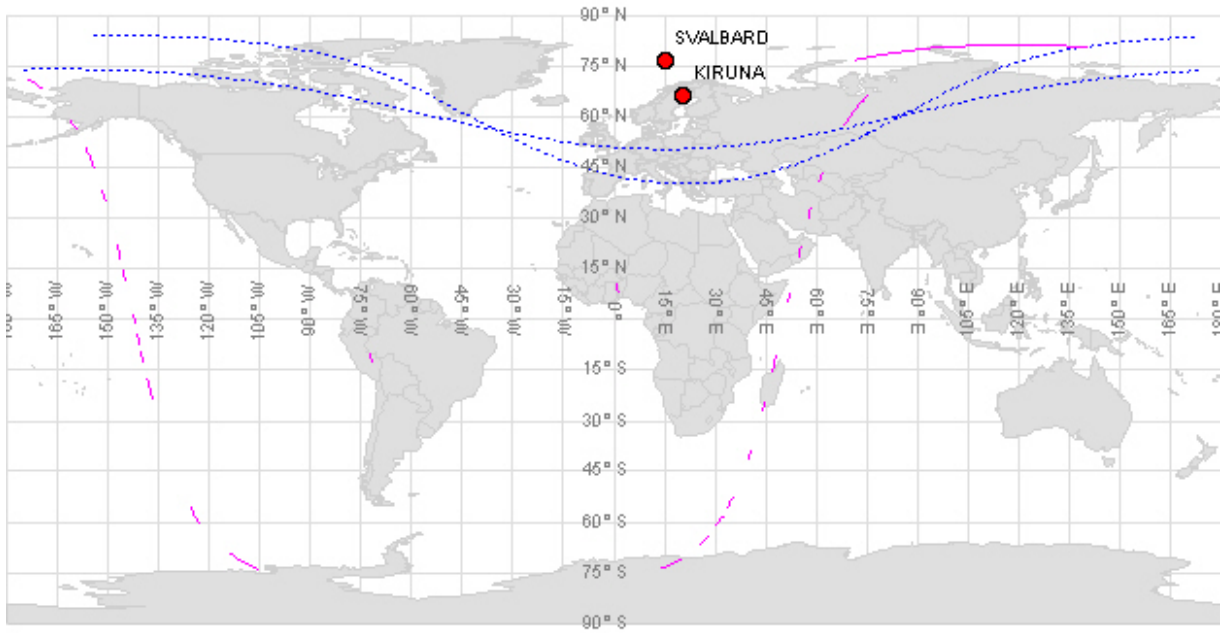 90° N
SVALBARD
75° N
KIRUNA
60° N
45° N
30° N
15° N
165° W
150° W
135° W
120° W
105° W
90° W
75° W
60° W
45° W
30° W
15° W
0°
15° E
30° E
45° E
60° E
75° E
90° E
105° E
120° E
135° E
150° E
165° E
15° S
30° S
45° S
60° S
75° S
90° S